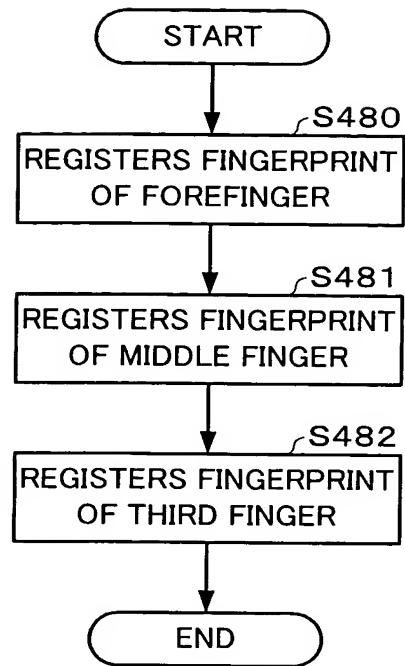 START
S480
REGISTERS FINGERPRINT
OF FOREFINGER
S481
REGISTERS FINGERPRINT
OF MIDDLE FINGER
S482
REGISTERS FINGERPRINT
OF THIRD FINGER
END